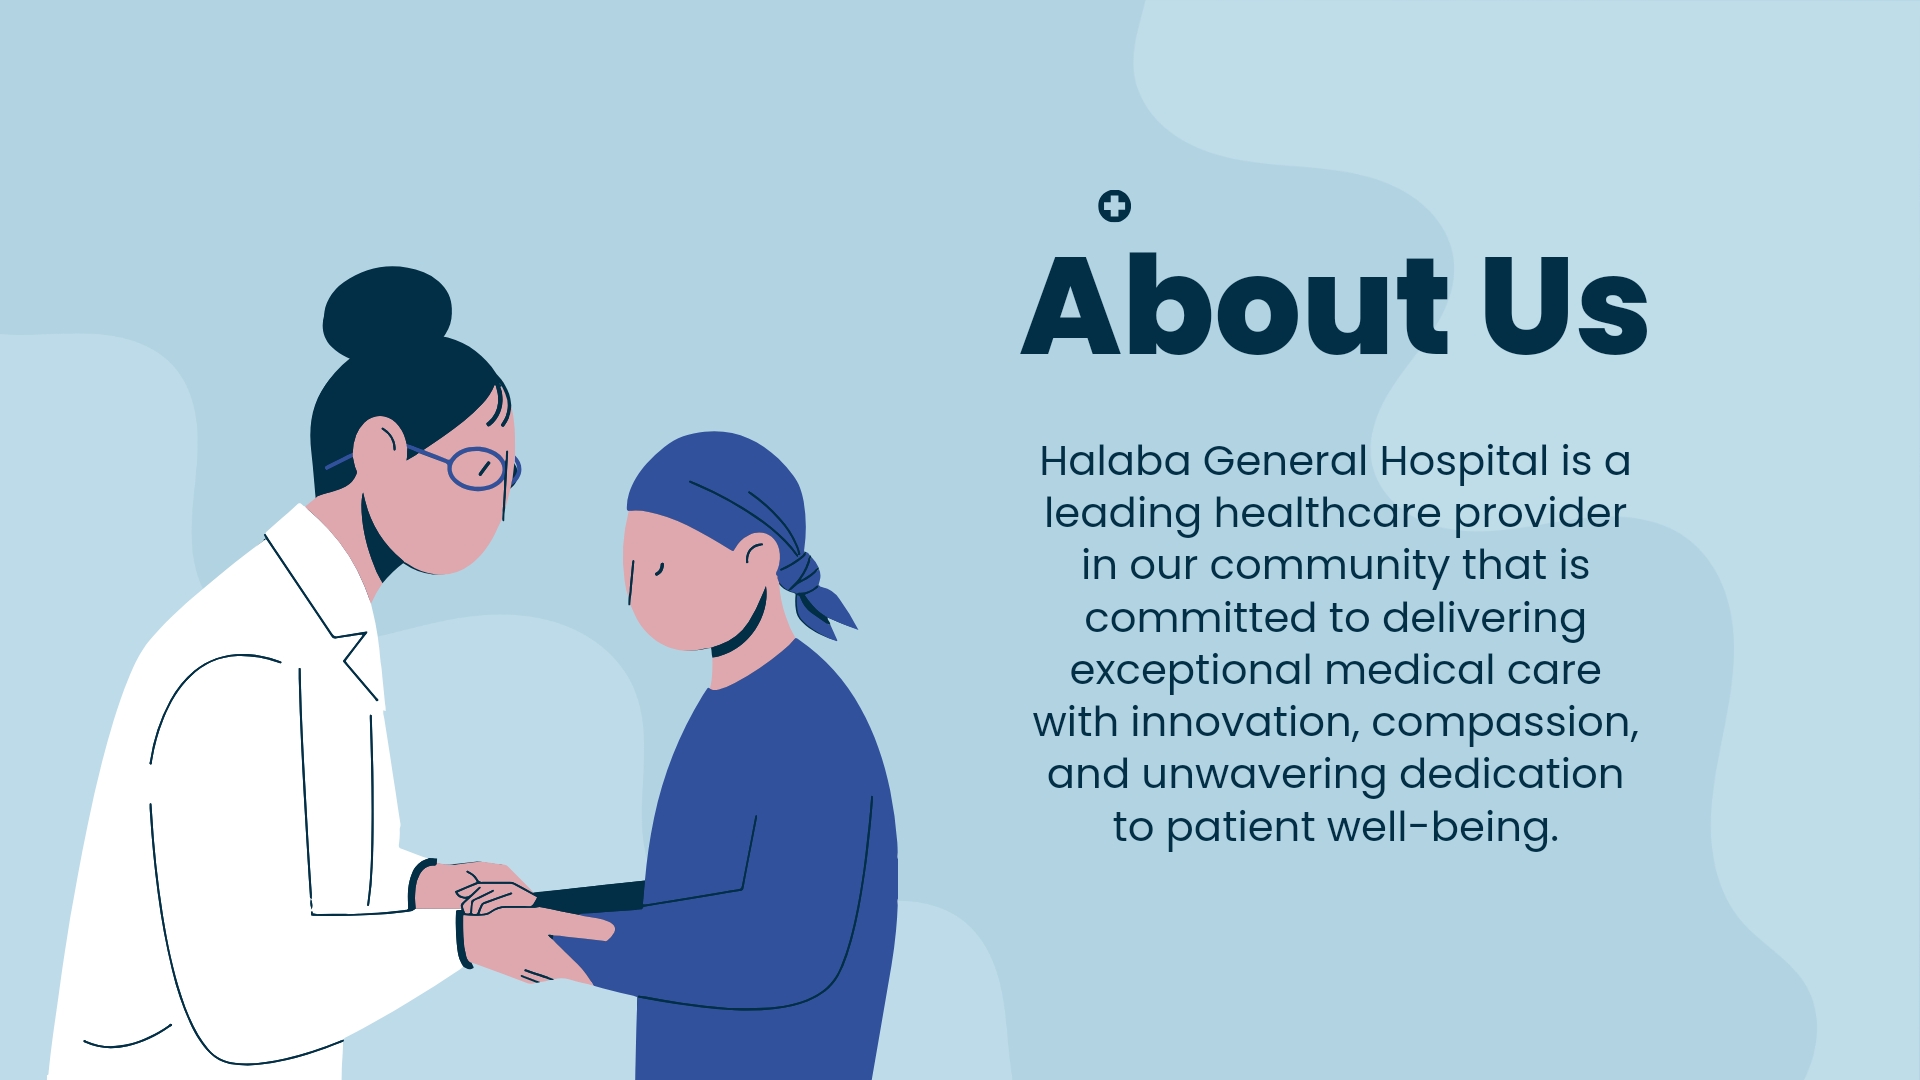 About Us
Halaba General Hospital is a
leading healthcare provider
in our community that is
committed to delivering
exceptional medical care
with innovation, compassion,
and unwavering dedication
to patient well-being.